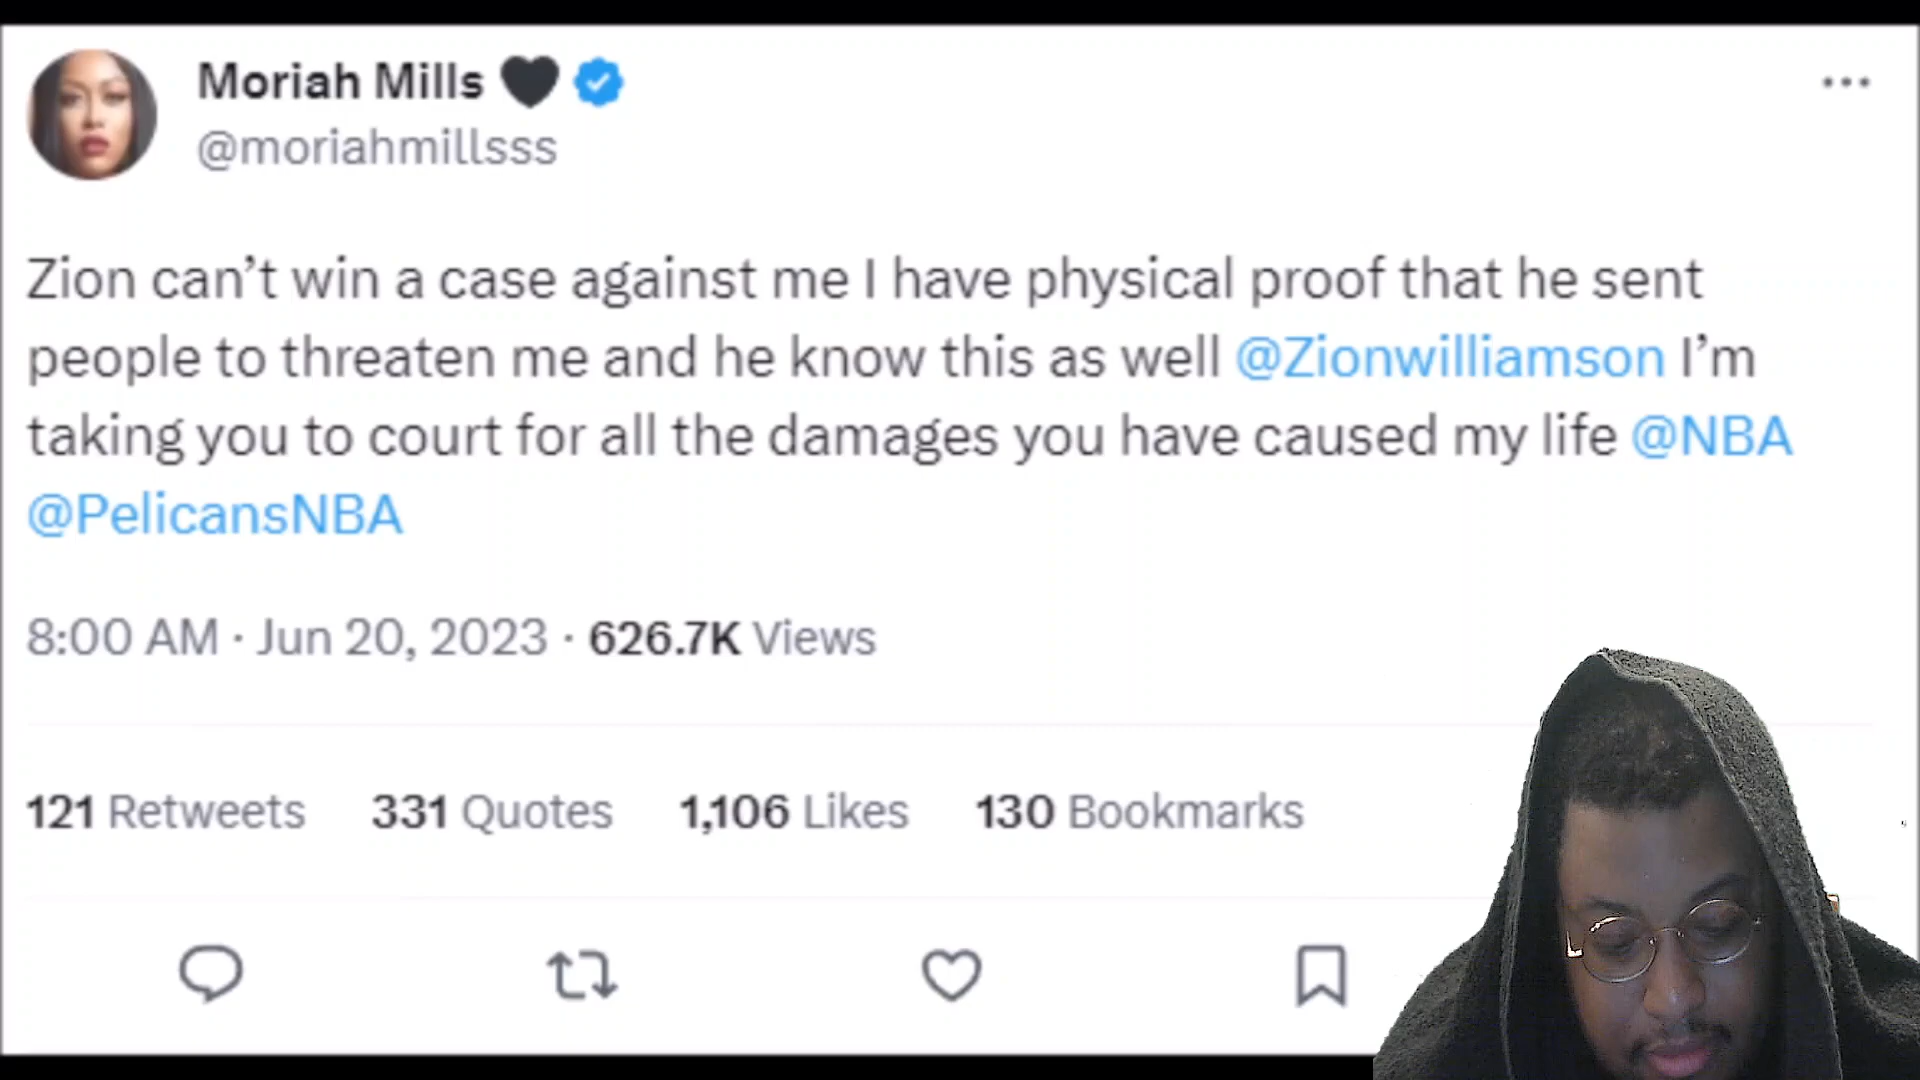 Moriah Mills 🖤
@moriahmillsss
Zion can’t win a case against me I have physical proof that he sent
people to threaten me and he know this as well @Zionwilliamson I’m
taking you to court for all the damages you have caused my life @NBA
@PelicansNBA
8:00 AM · Jun 20, 2023 · 626.7K Views
121 Retweets 331 Quotes 1,106 Likes 130 Bookmarks